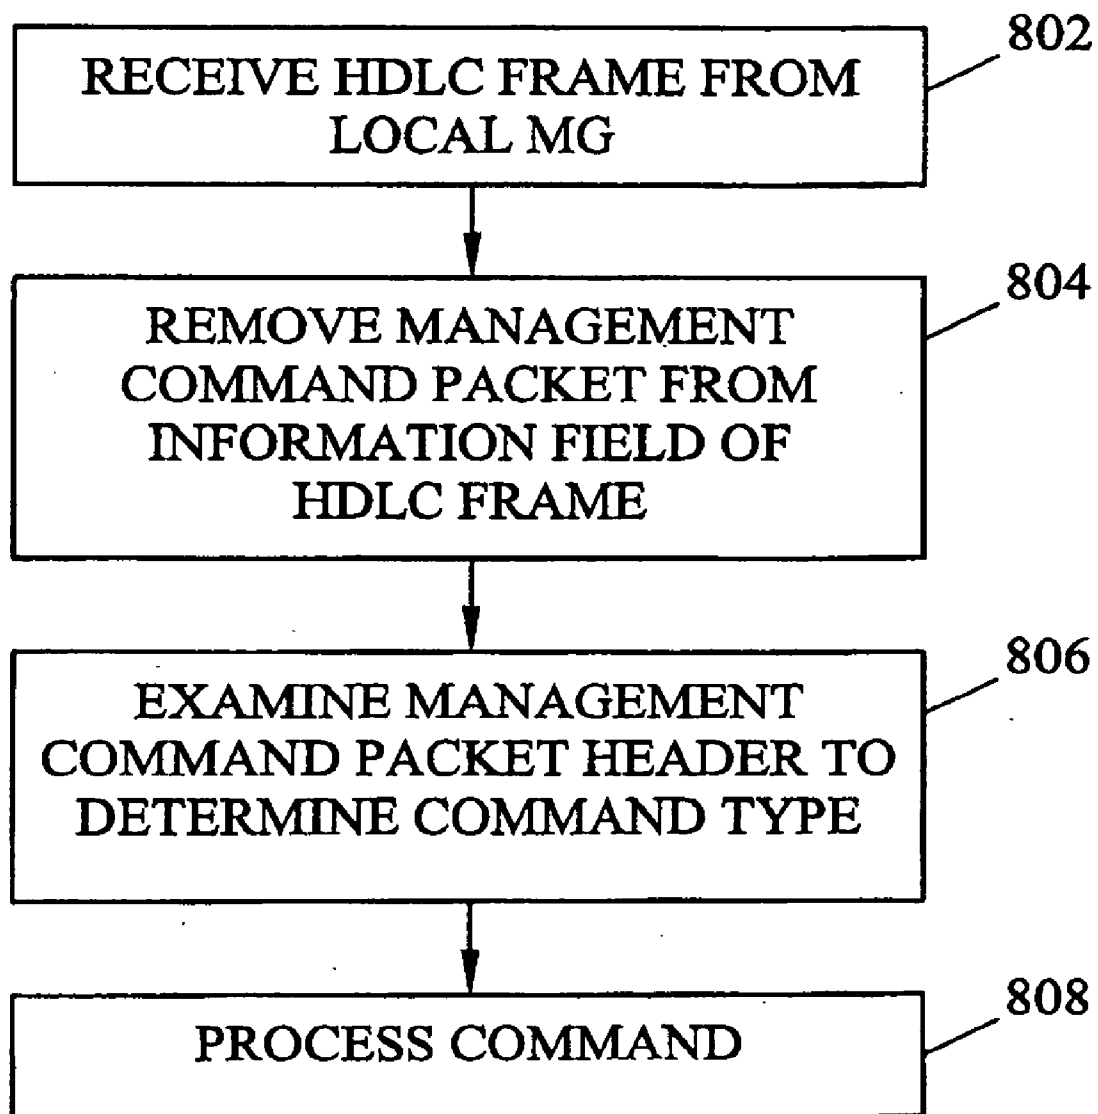 802
RECEIVE HDLC FRAME FROM
LOCAL MG
804
REMOVE MANAGEMENT
COMMAND PACKET FROM
INFORMATION FIELD OF
HDLC FRAME
806
EXAMINE MANAGEMENT
COMMAND PACKET HEADER TO
DETERMINE COMMAND TYPE
808
PROCESS COMMAND